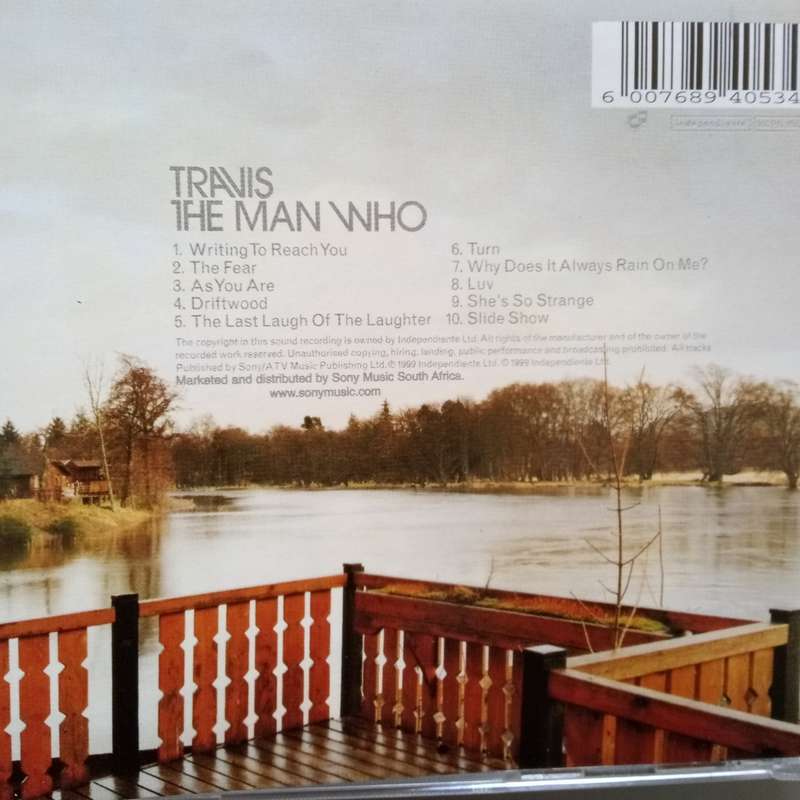 6 007689 40534
independiente
TRAVIS
THE MAN WHO
1. Writing To Reach You
2. The Fear
3. As You Are
4. Driftwood
5. The Last Laugh Of The Laughter
6. Turn
7. Why Does It Always Rain On Me?
8. Luv
9. She's So Strange
10. Slide Show
The copyright in this sound recording is owned by Independiente Ltd. All rights of the manufacturer and of the owner of the
recorded work reserved. Unauthorised copying, hiring, lending, public performance and broadcasting prohibited. All tracks
Published by Sony/ATV Music Publishing Ltd. ℗ 1999 Independiente Ltd. © 1999 Independiente Ltd.
Marketed and distributed by Sony Music South Africa.
www.sonymusic.com